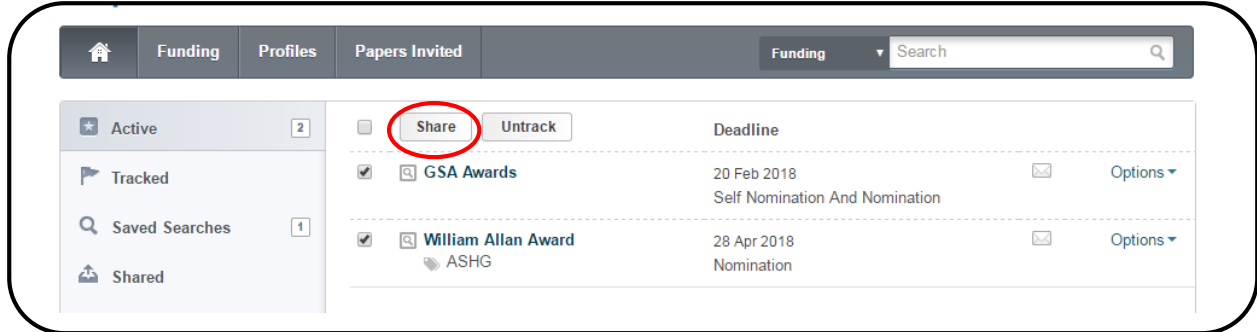 Funding Profiles Papers Invited Funding Search
Active 2
Tracked
Saved Searches 1
Shared
Share Untrack Deadline
GSA Awards 20 Feb 2018 Options
Self Nomination And Nomination
William Allan Award 28 Apr 2018 Options
ASHG Nomination